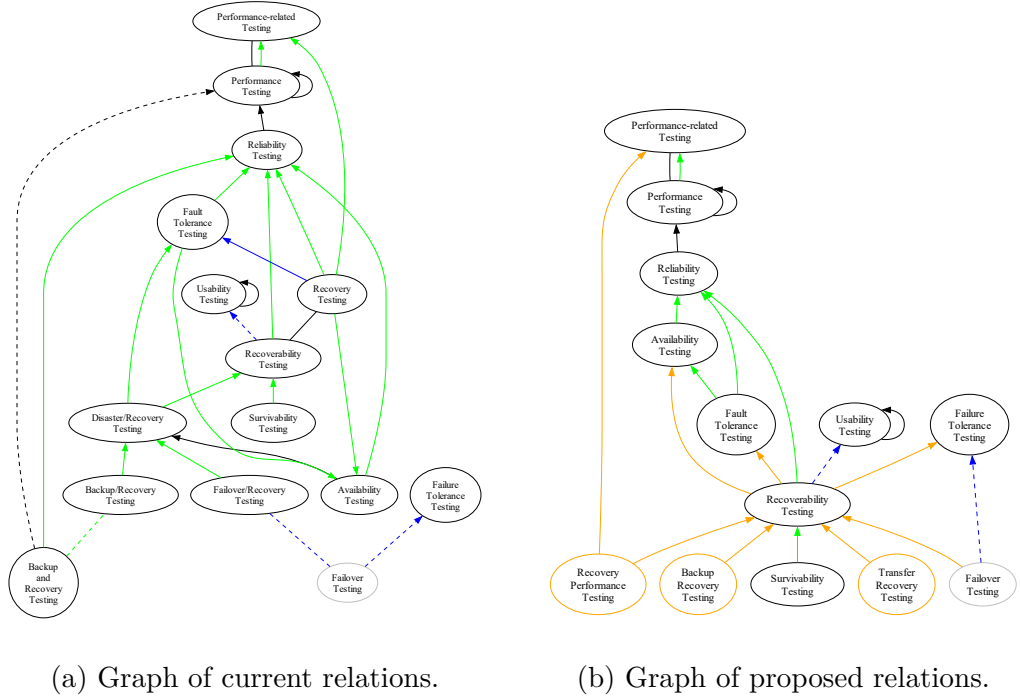 Performance-related
Testing
Performance
Testing
Reliability
Testing
Fault
Tolerance
Testing
Usability
Testing
Recovery
Testing
Recoverability
Testing
Disaster/Recovery
Testing
Survivability
Testing
Backup/Recovery
Testing
Failover/Recovery
Testing
Availability
Testing
Failure
Tolerance
Testing
Backup
and
Recovery
Testing
Failover
Testing
(a) Graph of current relations.
Performance-related
Testing
Performance
Testing
Reliability
Testing
Availability
Testing
Fault
Tolerance
Testing
Usability
Testing
Failure
Tolerance
Testing
Recoverability
Testing
Recovery
Performance
Testing
Backup
Recovery
Testing
Survivability
Testing
Transfer
Recovery
Testing
Failover
Testing
(b) Graph of proposed relations.